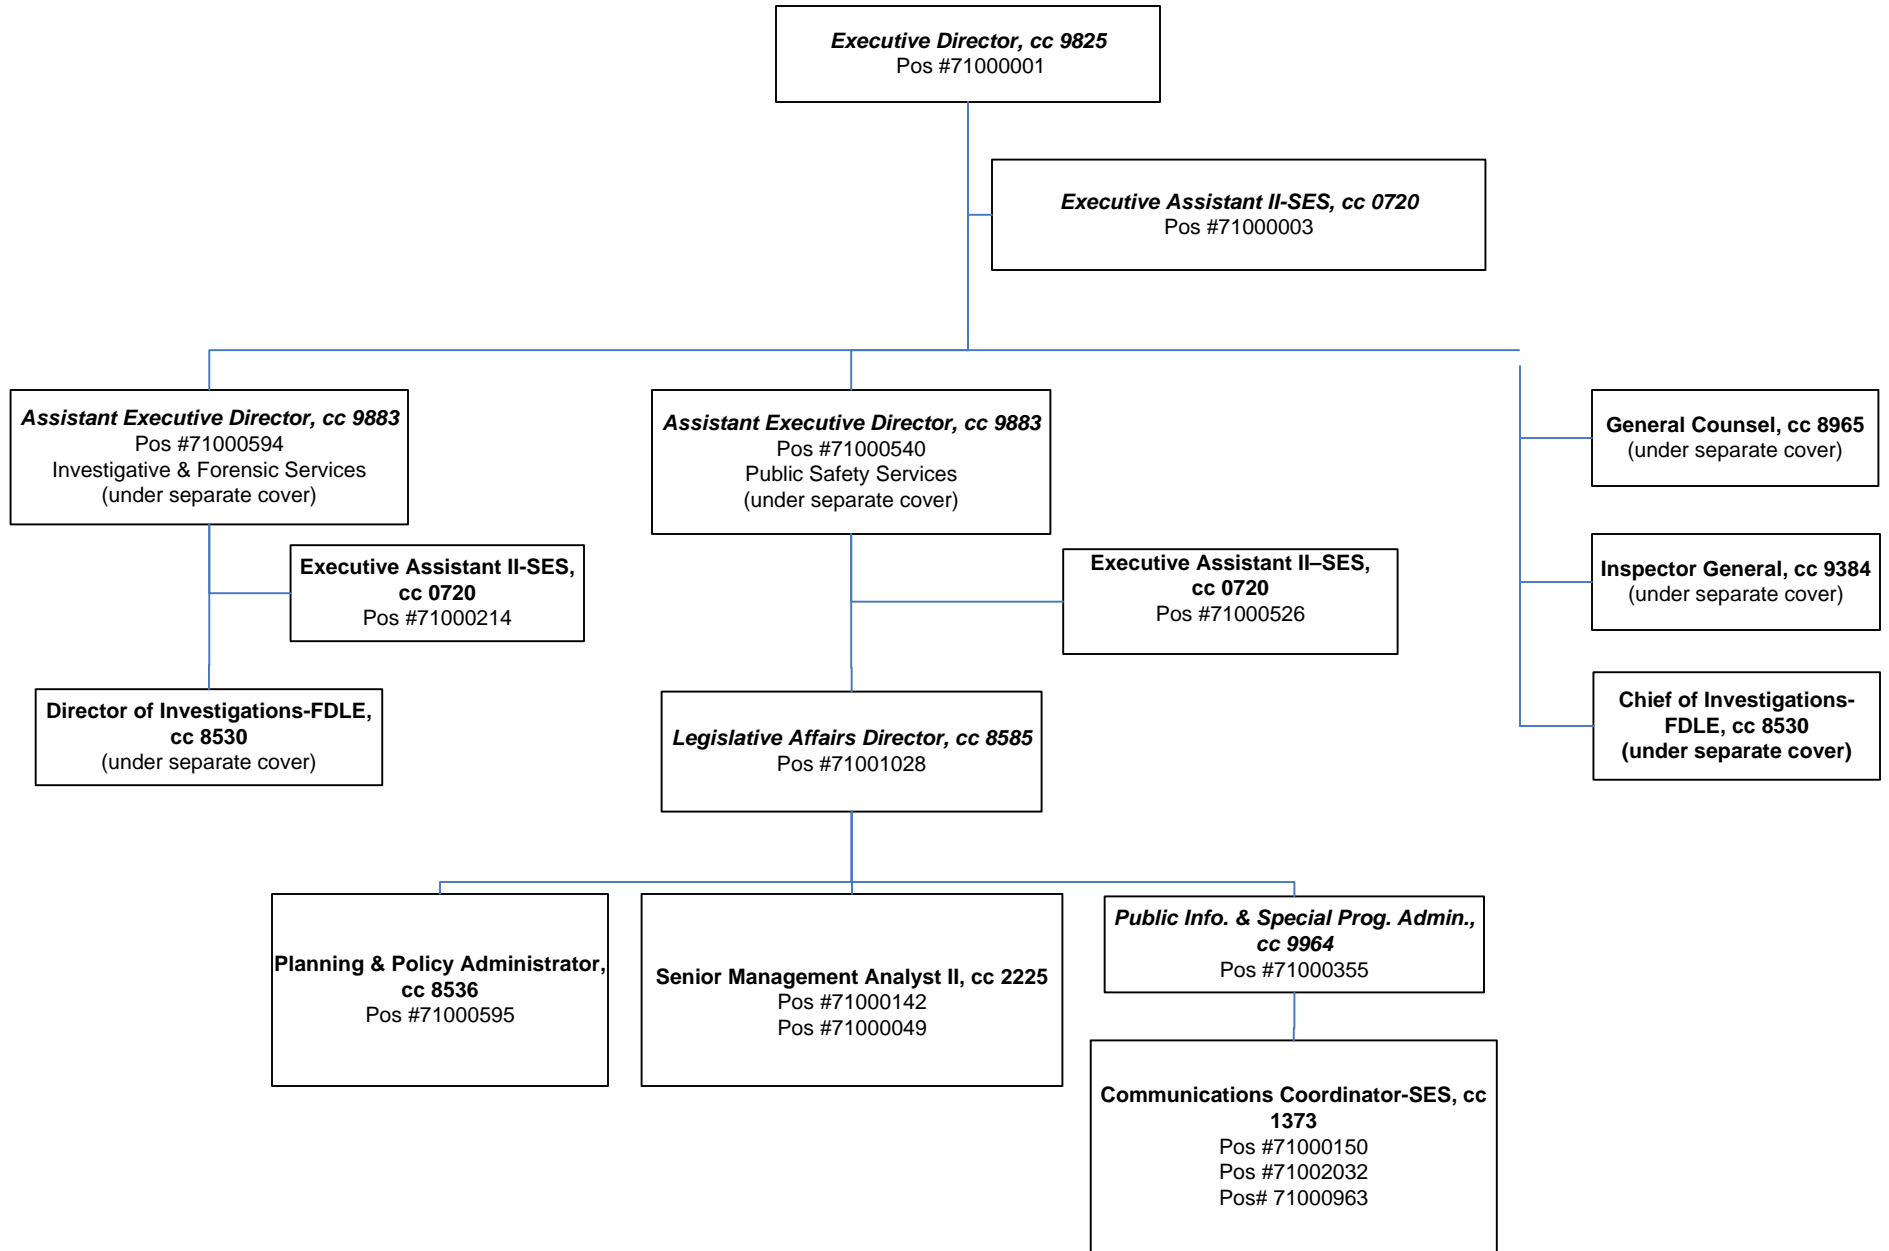 Executive Director, cc 9825
Pos #71000001
Executive Assistant II-SES, cc 0720
Pos #71000003
Assistant Executive Director, cc 9883
Pos #71000594
Investigative & Forensic Services
(under separate cover)
Assistant Executive Director, cc 9883
Pos #71000540
Public Safety Services
(under separate cover)
General Counsel, cc 8965
(under separate cover)
Executive Assistant II-SES,
cc 0720
Pos #71000214
Executive Assistant II–SES,
cc 0720
Pos #71000526
Inspector General, cc 9384
(under separate cover)
Director of Investigations-FDLE,
cc 8530
(under separate cover)
Legislative Affairs Director, cc 8585
Pos #71001028
Chief of Investigations-
FDLE, cc 8530
(under separate cover)
Planning & Policy Administrator,
cc 8536
Pos #71000595
Senior Management Analyst II, cc 2225
Pos #71000142
Pos #71000049
Public Info. & Special Prog. Admin.,
cc 9964
Pos #71000355
Communications Coordinator-SES, cc
1373
Pos #71000150
Pos #71002032
Pos# 71000963